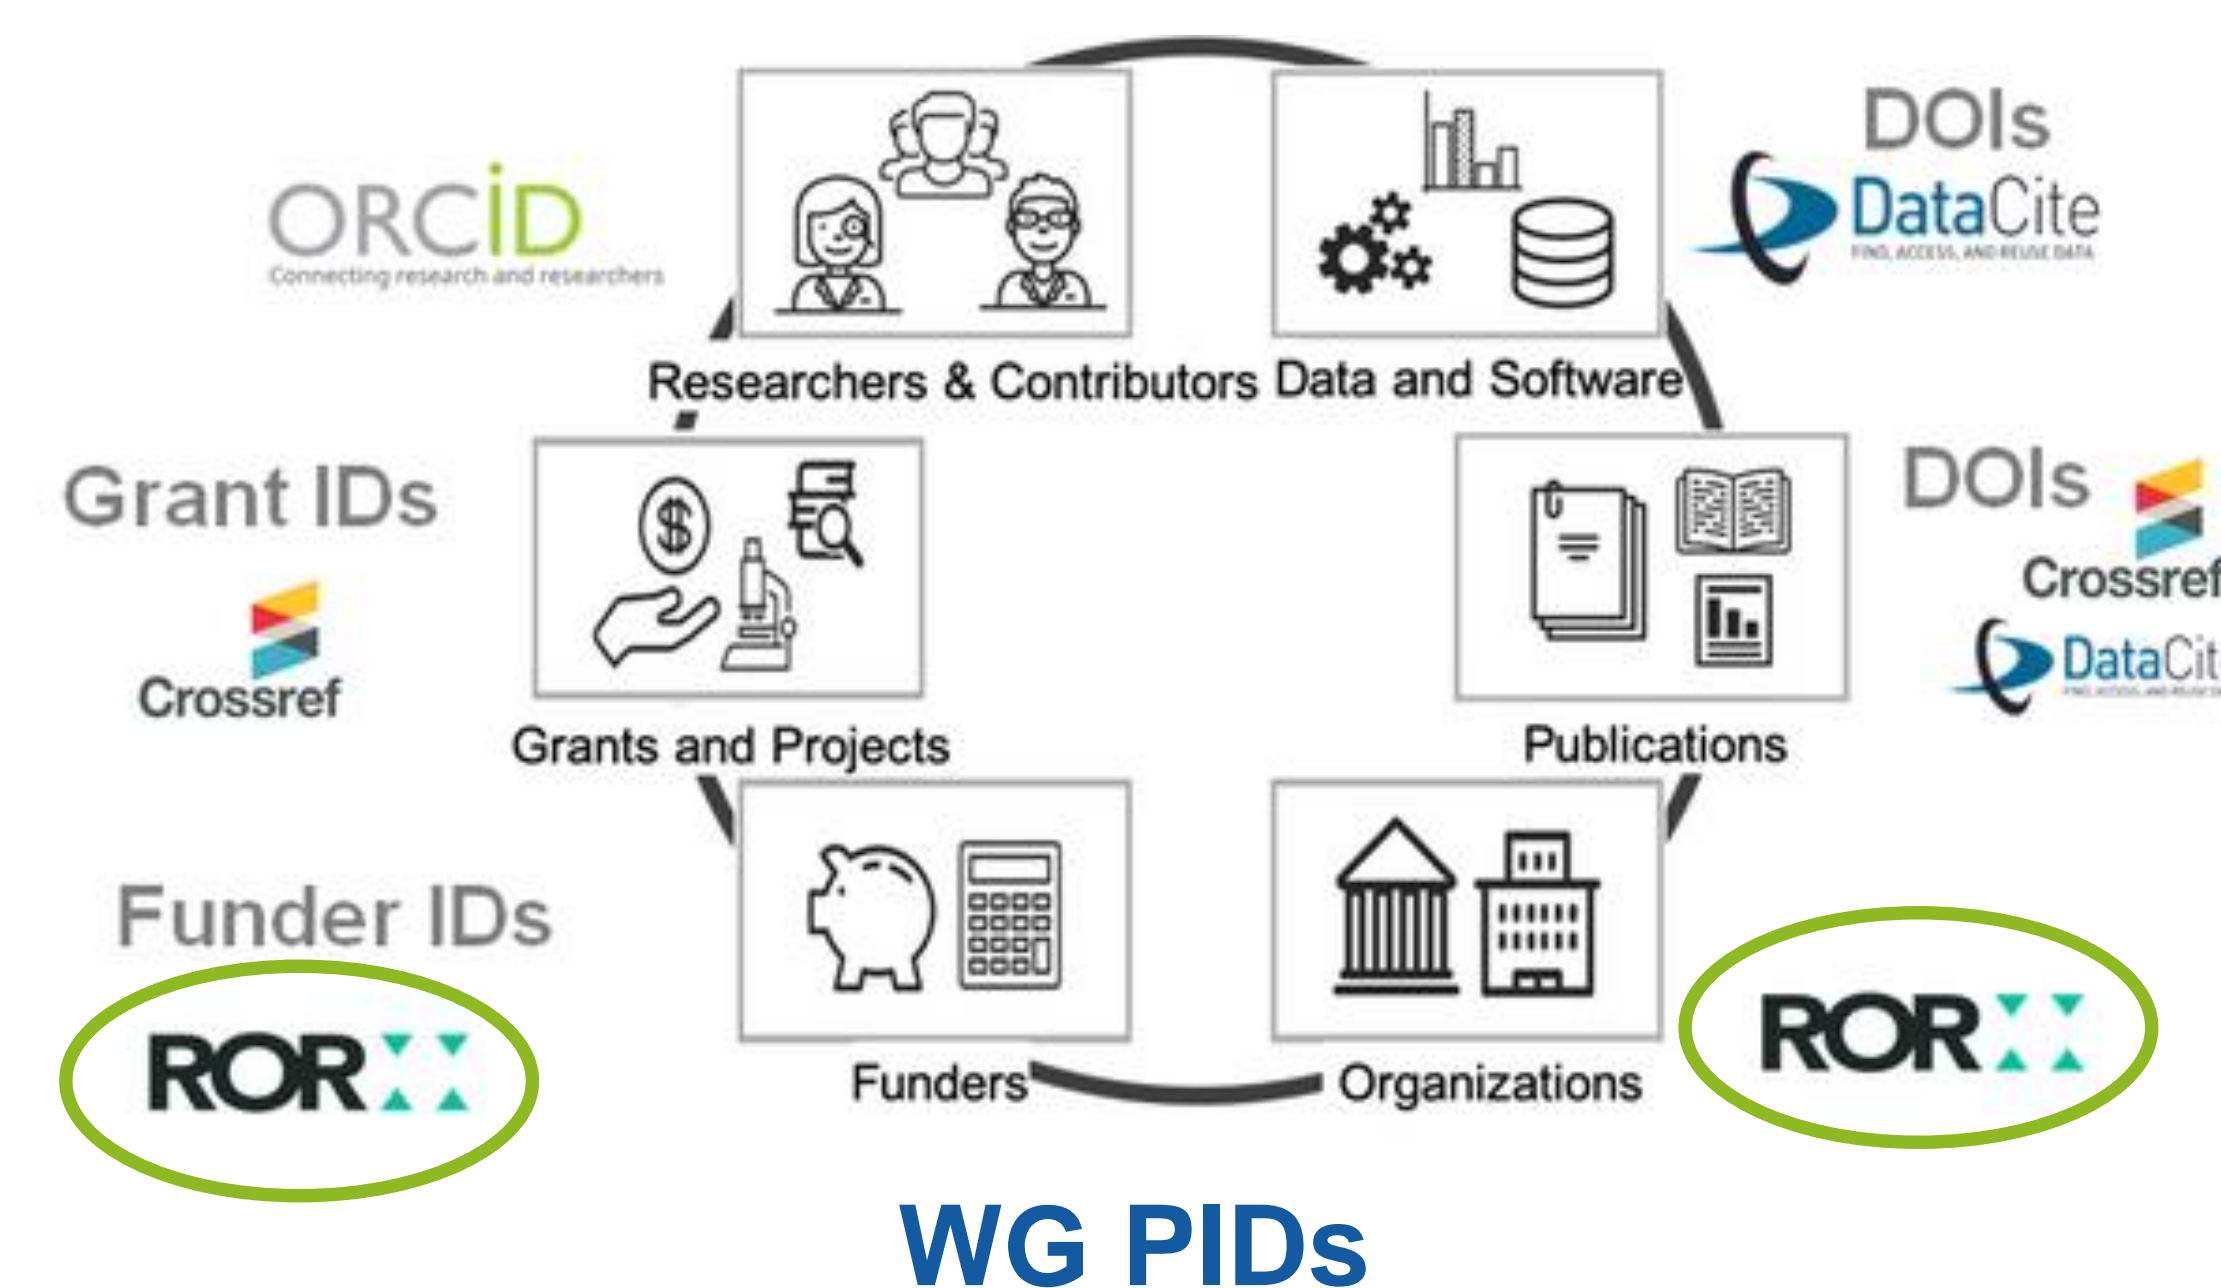 ORCiD
Connecting research and researchers
DOIs
DataCite
FIND, ACCESS, AND REUSE DATA
Researchers & Contributors
Data and Software
Grant IDs
Crossref
$
DOIs
Crossref
DataCit
Grants and Projects
Publications
Funder IDs
ROR
ROR
Funders
Organizations
WG PIDs